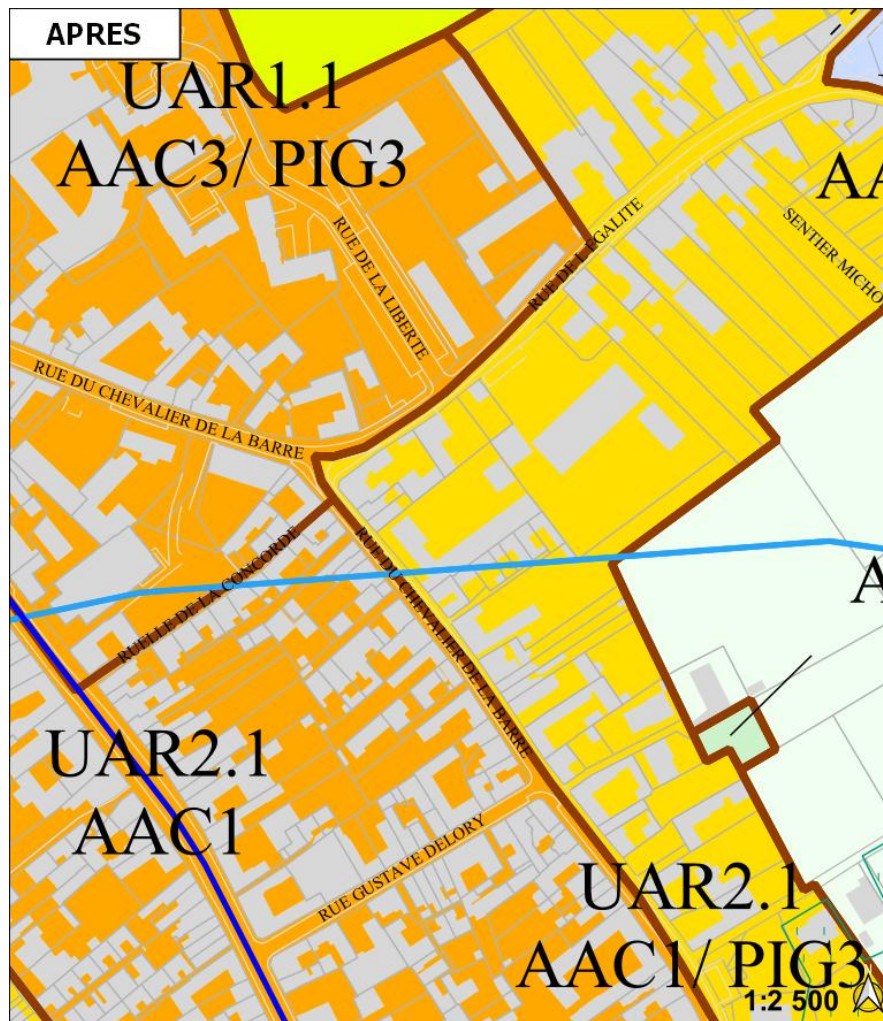 APRES
UAR1.1
AAC3/ PIG3
AA
RUE DE L EGALITE
SENTIER MICHO
RUE DE LA LIBERTE
RUE DU CHEVALIER DE LA BARRE
RUELLE DE LA CONCORDE
RUE DU CHEVALIER DE LA BARRE
A
UAR2.1
AAC1
RUE GUSTAVE DELORY
UAR2.1
AAC1/ PIG3
1:2 500